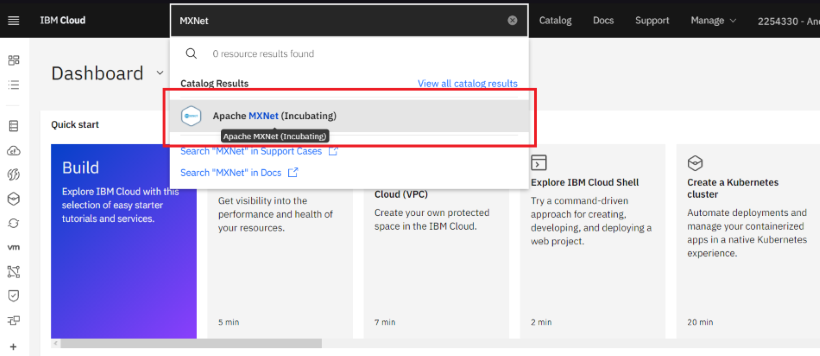 IBM Cloud
MXNet
Catalog
Docs
Support
Manage
2254330 - An
0 resource results found
Dashboard
Catalog Results
View all catalog results
Apache MXNet (Incubating)
Quick start
Apache MXNet (Incubating)
Search "MXNet" in Support Cases
Search "MXNet" in Docs
Build
Explore IBM Cloud with this
selection of easy starter
tutorials and services.
Get visibility into the
performance and health of
your resources.
5 min
Cloud (VPC)
Create your own protected
space in the IBM Cloud.
7 min
Explore IBM Cloud Shell
Try a command-driven
approach for creating,
developing, and deploying a
web project.
2 min
Create a Kubernetes
cluster
Automate deployments and
manage your containerized
apps in a native Kubernetes
experience.
20 min
vm